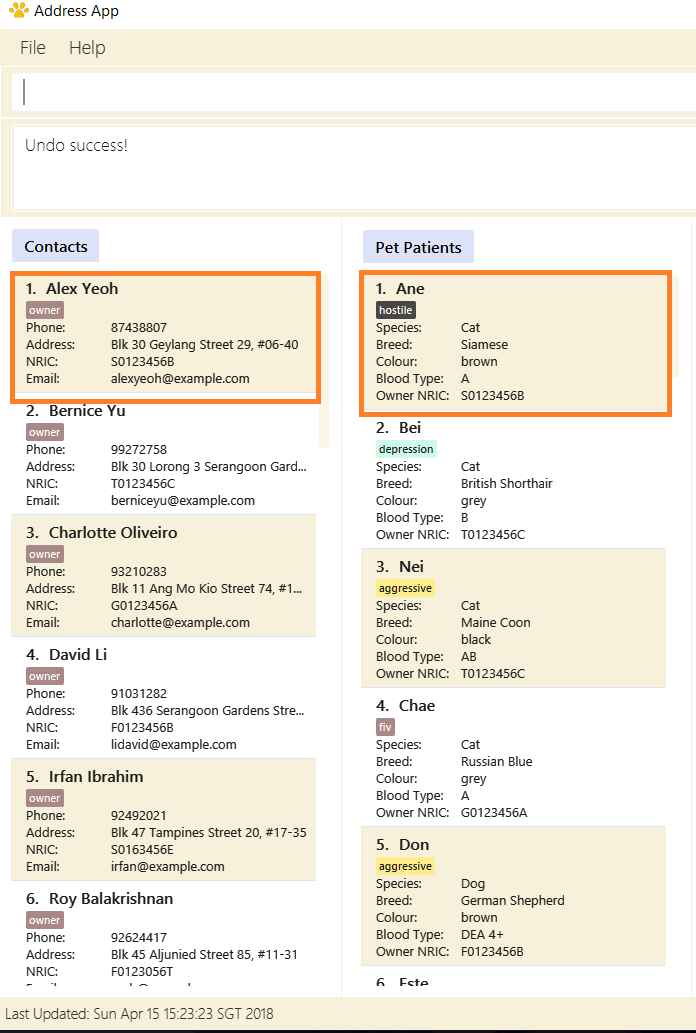 Address App
File Help
Undo success!
Contacts
1. Alex Yeoh
owner
Phone: 87438807
Address: Blk 30 Geylang Street 29, #06-40
NRIC: S0123456B
Email: alexyeoh@example.com
2. Bernice Yu
owner
Phone: 99272758
Address: Blk 30 Lorong 3 Serangoon Gard...
NRIC: T0123456C
Email: berniceyu@example.com
3. Charlotte Oliveiro
owner
Phone: 93210283
Address: Blk 11 Ang Mo Kio Street 74, #1...
NRIC: G0123456A
Email: charlotte@example.com
4. David Li
owner
Phone: 91031282
Address: Blk 436 Serangoon Gardens Stre...
NRIC: F0123456B
Email: lidavid@example.com
5. Irfan Ibrahim
owner
Phone: 92492021
Address: Blk 47 Tampines Street 20, #17-35
NRIC: S0163456E
Email: irfan@example.com
6. Roy Balakrishnan
owner
Phone: 92624417
Address: Blk 45 Aljunied Street 85, #11-31
NRIC: F0123056T
Pet Patients
1. Ane
hostile
Species: Cat
Breed: Siamese
Colour: brown
Blood Type: A
Owner NRIC: S0123456B
2. Bei
depression
Species: Cat
Breed: British Shorthair
Colour: grey
Blood Type: B
Owner NRIC: T0123456C
3. Nei
aggressive
Species: Cat
Breed: Maine Coon
Colour: black
Blood Type: AB
Owner NRIC: T0123456C
4. Chae
fiv
Species: Cat
Breed: Russian Blue
Colour: grey
Blood Type: A
Owner NRIC: G0123456A
5. Don
aggressive
Species: Dog
Breed: German Shepherd
Colour: brown
Blood Type: DEA 4+
Owner NRIC: F0123456B
6. Este
Last Updated: Sun Apr 15 15:23:23 SGT 2018